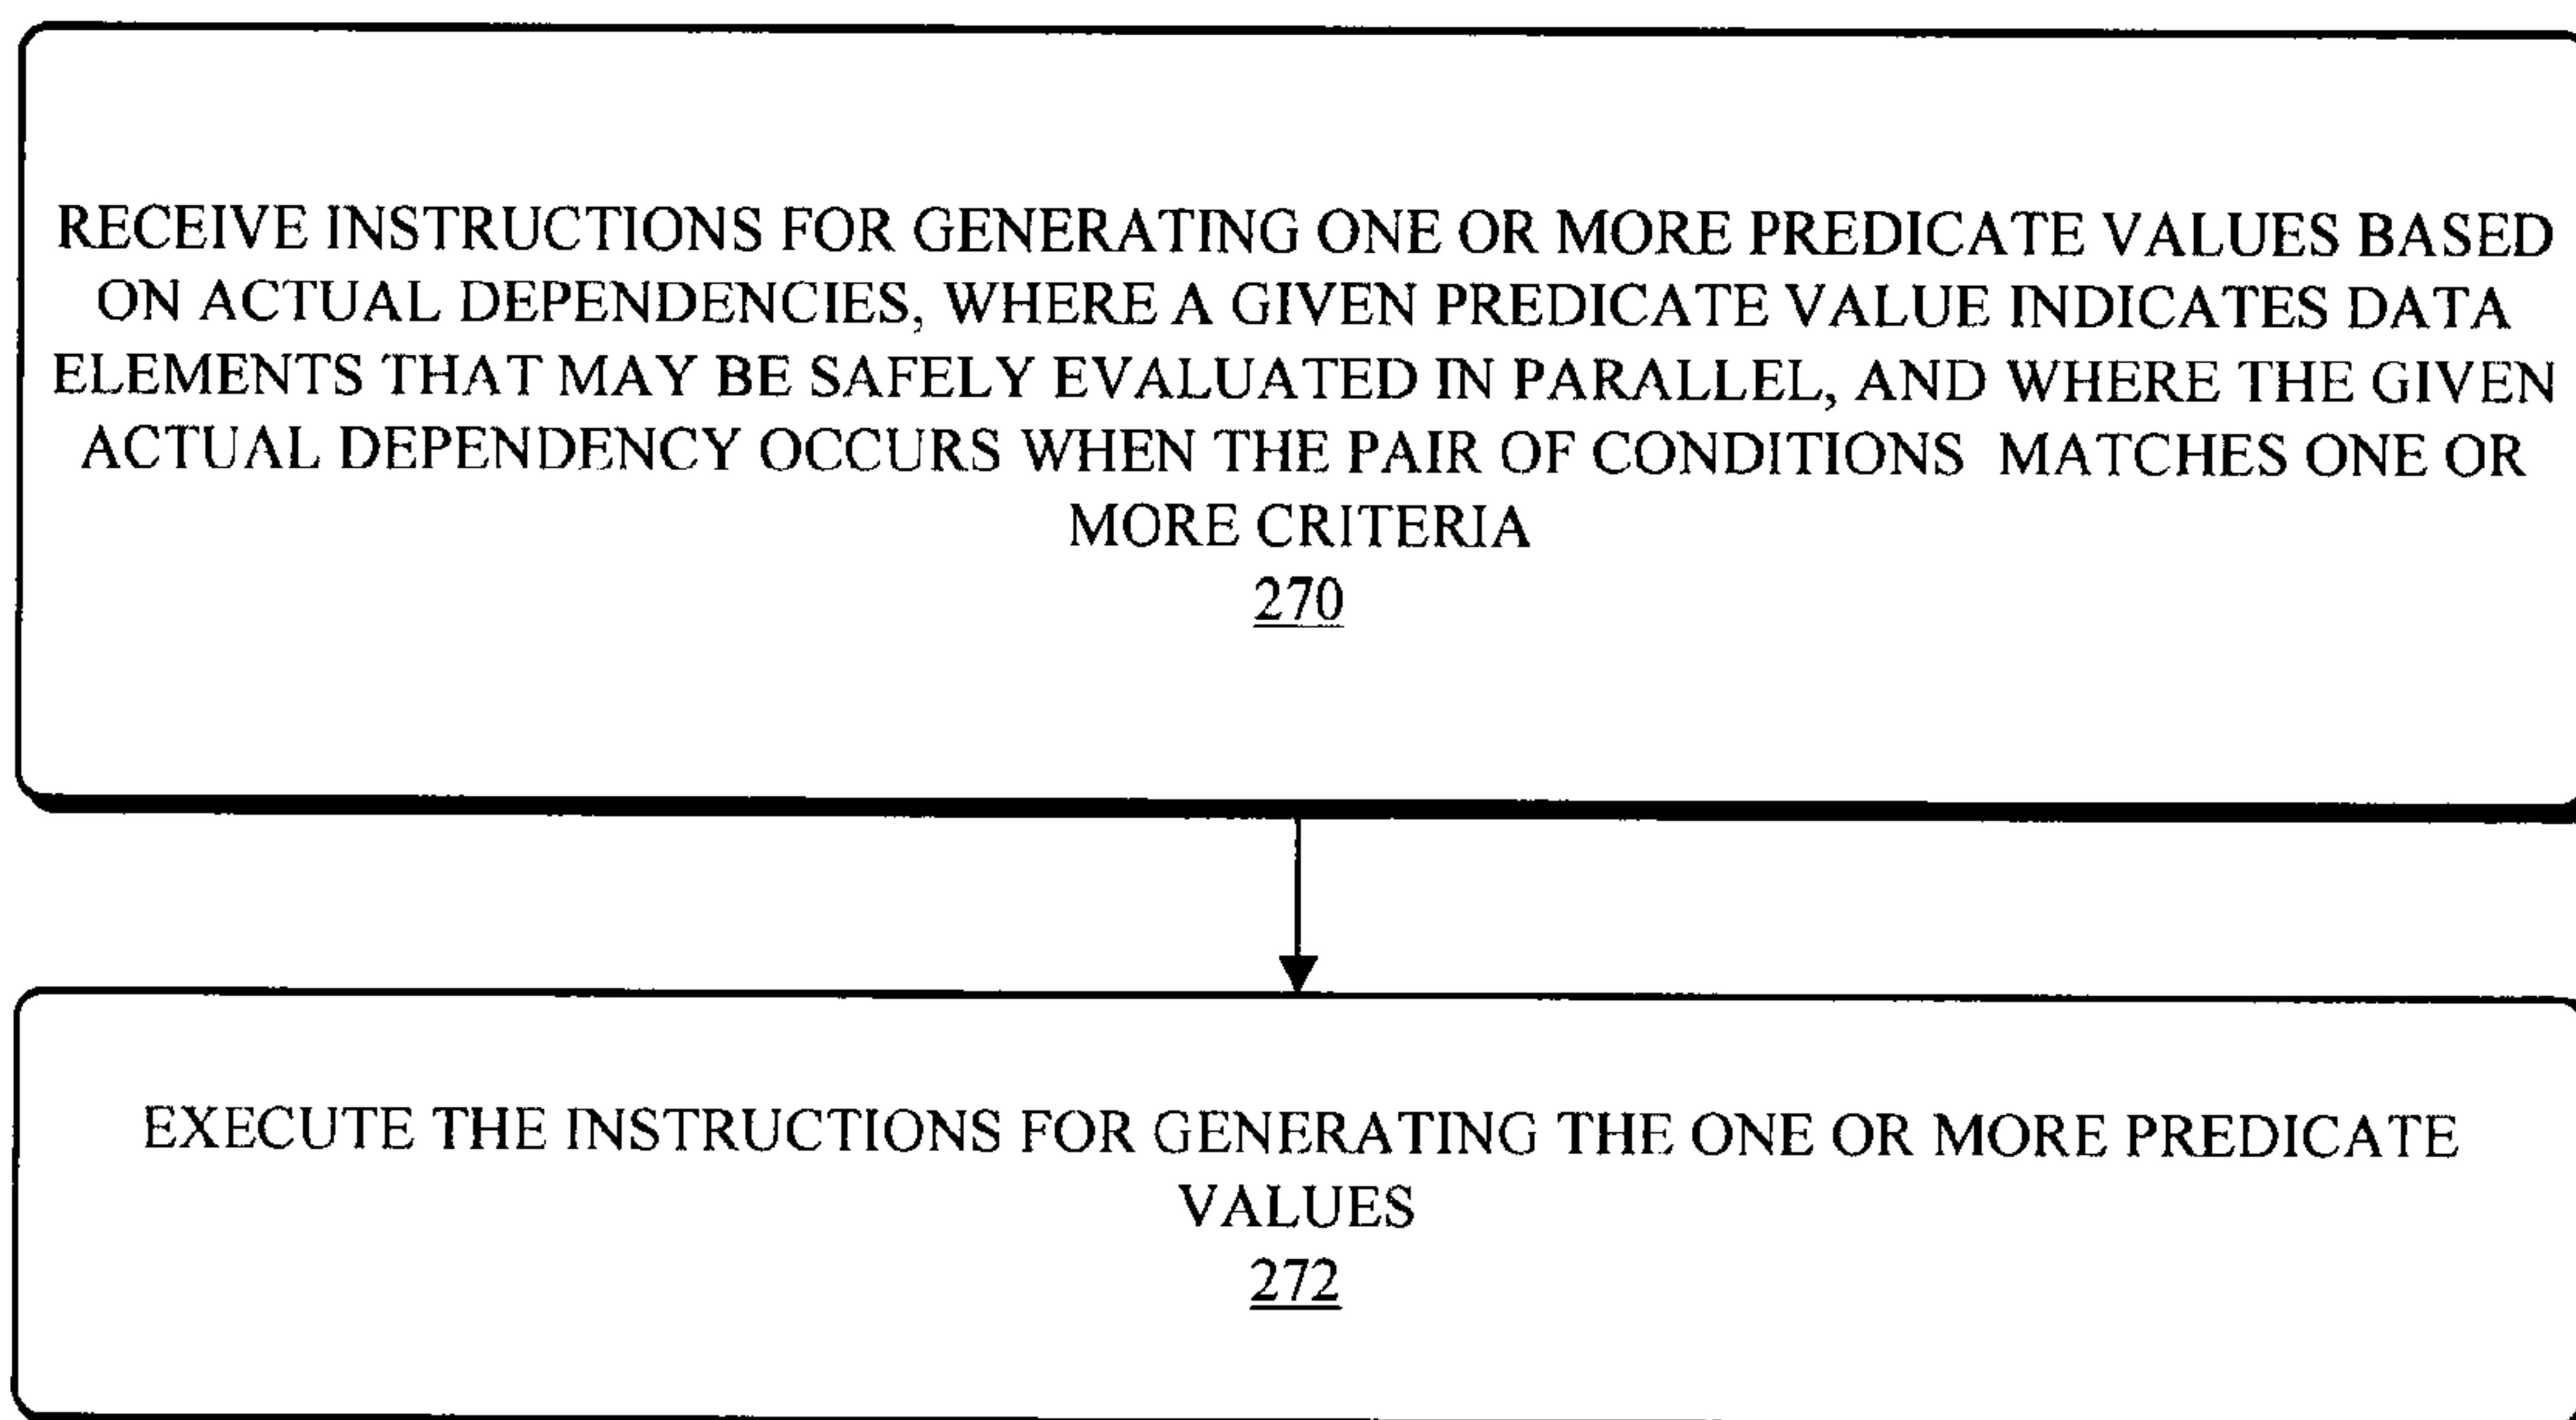 RECEIVE INSTRUCTIONS FOR GENERATING ONE OR MORE PREDICATE VALUES BASED
ON ACTUAL DEPENDENCIES, WHERE A GIVEN PREDICATE VALUE INDICATES DATA
ELEMENTS THAT MAY BE SAFELY EVALUATED IN PARALLEL, AND WHERE THE GIVEN
ACTUAL DEPENDENCY OCCURS WHEN THE PAIR OF CONDITIONS MATCHES ONE OR
MORE CRITERIA
270
EXECUTE THE INSTRUCTIONS FOR GENERATING THE ONE OR MORE PREDICATE
VALUES
272